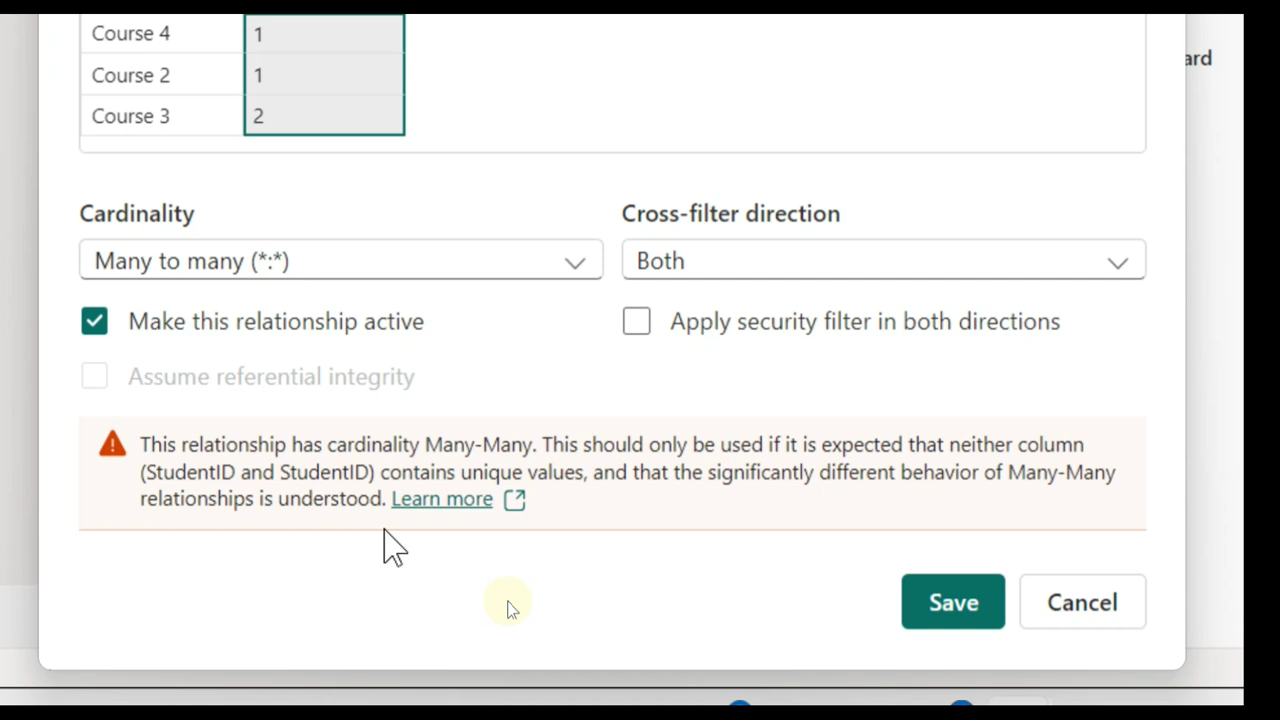 Course 4 1
ard
Course 2 1
Course 3 2
Cardinality Cross-filter direction
Many to many (*:*) Both
Make this relationship active Apply security filter in both directions
Assume referential integrity
This relationship has cardinality Many-Many. This should only be used if it is expected that neither column
(StudentID and StudentID) contains unique values, and that the significantly different behavior of Many-Many
relationships is understood. Learn more
Save Cancel